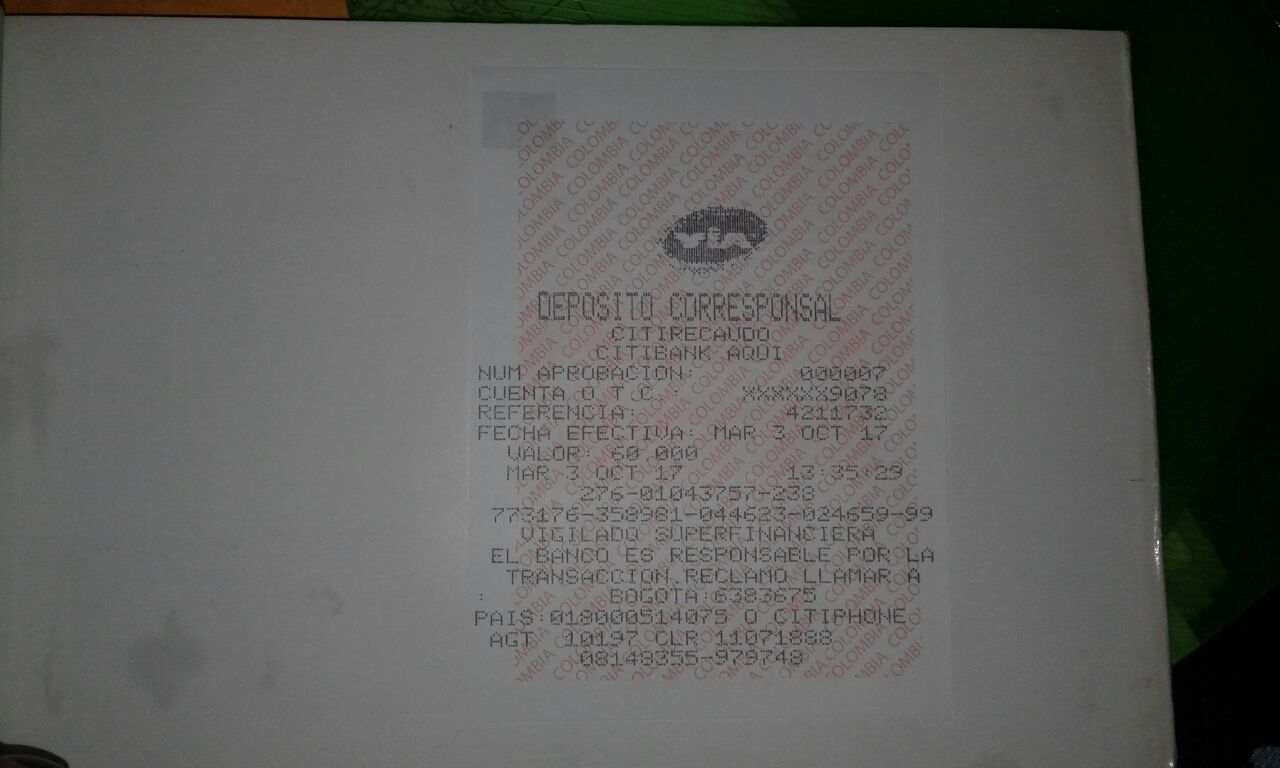 VIA
DEPOSITO CORRESPONSAL
CITIRECAUDO
CITIBANK AQUI
NUM APROBACION: 000007
CUENTA O T C : XXXXXX9078
REFERENCIA: 4211732
FECHA EFECTIVA: MAR 3 OCT 17
VALOR: 60 000
MAR 3 OCT 17 13:35:29
276-01043757-238
773176-358981-044623-024659-99
VIGILADO SUPERFINANCIERA
EL BANCO ES RESPONSABLE POR LA
TRANSACCION.RECLAMO LLAMAR A
: BOGOTA:6383675
PAIS:018000514075 O CITIPHONE
AGT 10197 CLR 11071888
08148355-979748